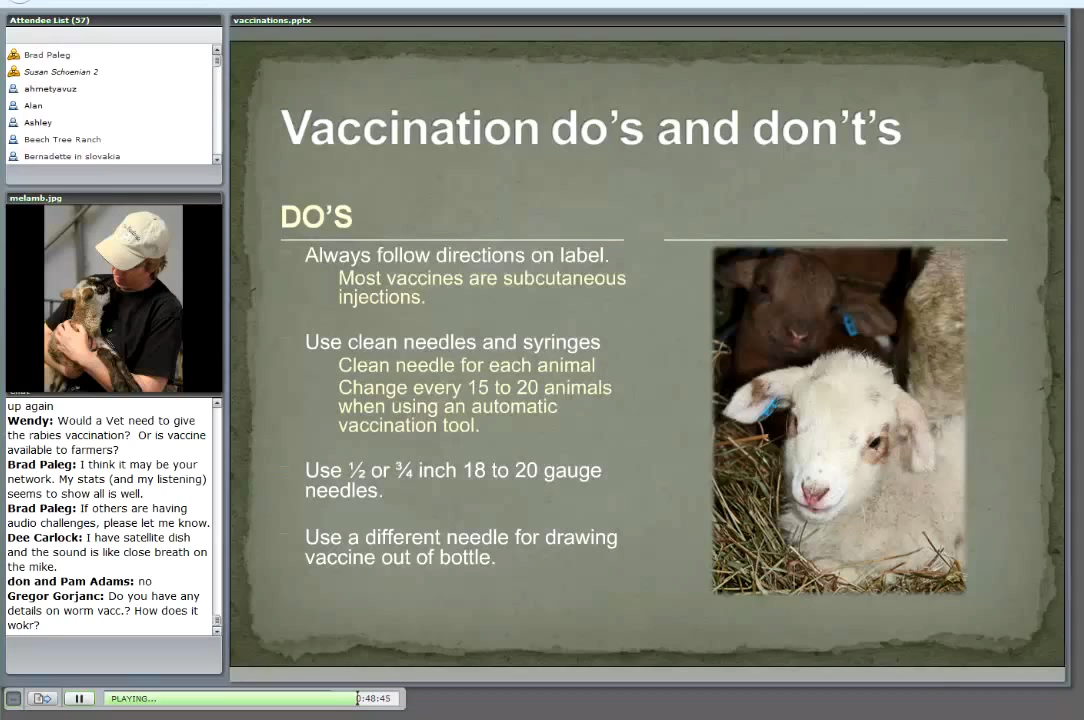 Attendee List (57)
Brad Paleg
Susan Schoenian 2
ahmetyavuz
Alan
Ashley
Beech Tree Ranch
Bernadette in slovakia
melamb.jpg
up again
Wendy: Would a Vet need to give
the rabies vaccination? Or is vaccine
available to farmers?
Brad Paleg: I think it may be your
network. My stats (and my listening)
seems to show all is well.
Brad Paleg: If others are having
audio challenges, please let me know.
Dee Carlock: I have satellite dish
and the sound is like close breath on
the mike.
don and Pam Adams: no
Gregor Gorjanc: Do you have any
details on worm vacc.? How does it
wokr?
vaccinations.pptx
Vaccination do's and don't's
DO'S
Always follow directions on label.
Most vaccines are subcutaneous
injections.
Use clean needles and syringes
Clean needle for each animal
Change every 15 to 20 animals
when using an automatic
vaccination tool.
Use ½ or ¾ inch 18 to 20 gauge
needles.
Use a different needle for drawing
vaccine out of bottle.
PLAYING...
0:48:45